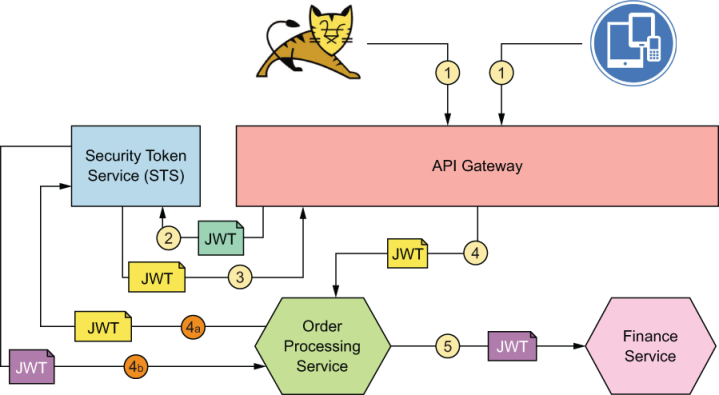 1
1
Security Token
Service (STS)
API Gateway
2
JWT
JWT
3
JWT
4
JWT
4a
Order
Processing
Service
5
JWT
Finance
Service
JWT
4b